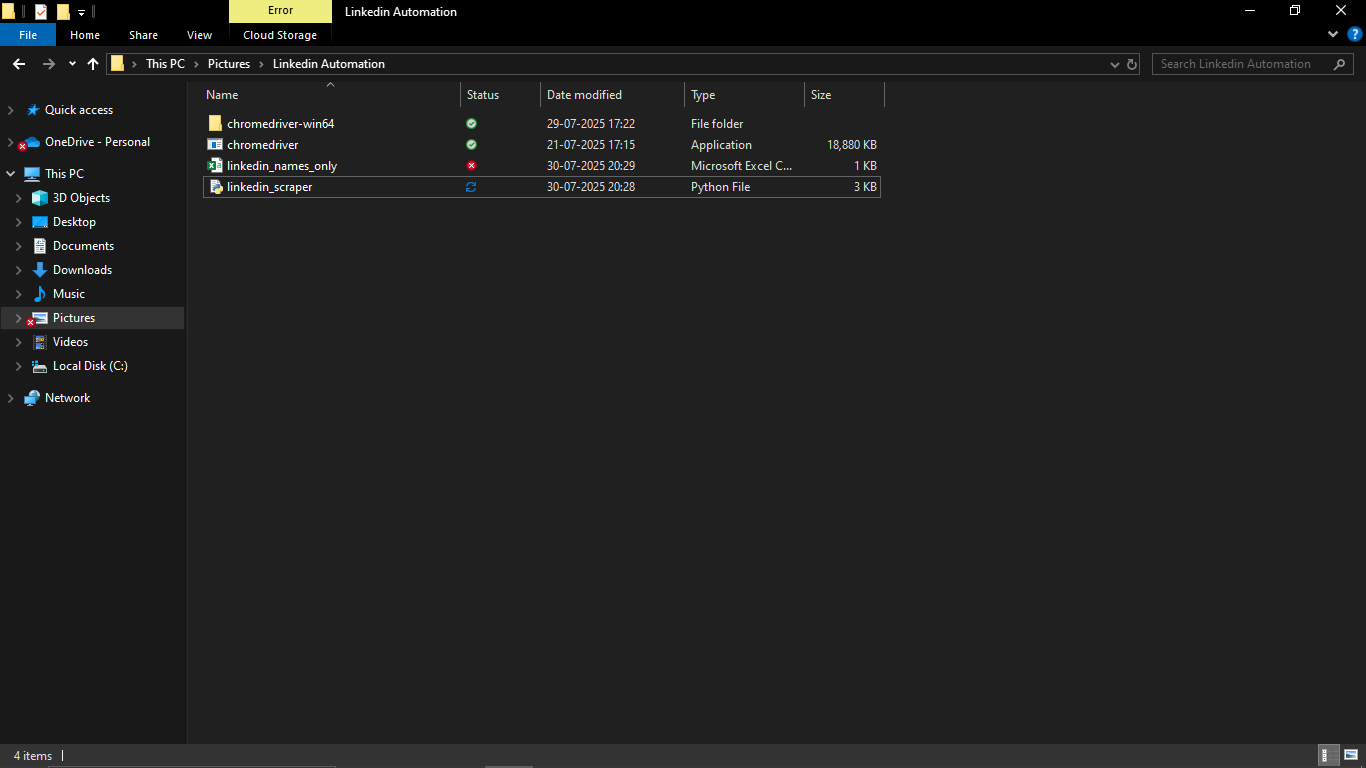 Error
Linkedin Automation
File
Home
Share
View
Cloud Storage
This PC
Pictures
Linkedin Automation
Search Linkedin Automation
Quick access
OneDrive - Personal
This PC
3D Objects
Desktop
Documents
Downloads
Music
Pictures
Videos
Local Disk (C:)
Network
Name Status Date modified Type Size
chromedriver-win64 29-07-2025 17:22 File folder
chromedriver 21-07-2025 17:15 Application 18,880 KB
linkedin_names_only 30-07-2025 20:29 Microsoft Excel C... 1 KB
linkedin_scraper 30-07-2025 20:28 Python File 3 KB
4 items